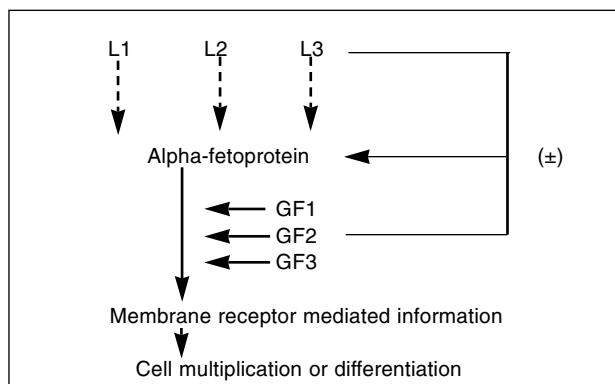 L1 L2 L3
Alpha-fetoprotein (±)
GF1
GF2
GF3
Membrane receptor mediated information
Cell multiplication or differentiation